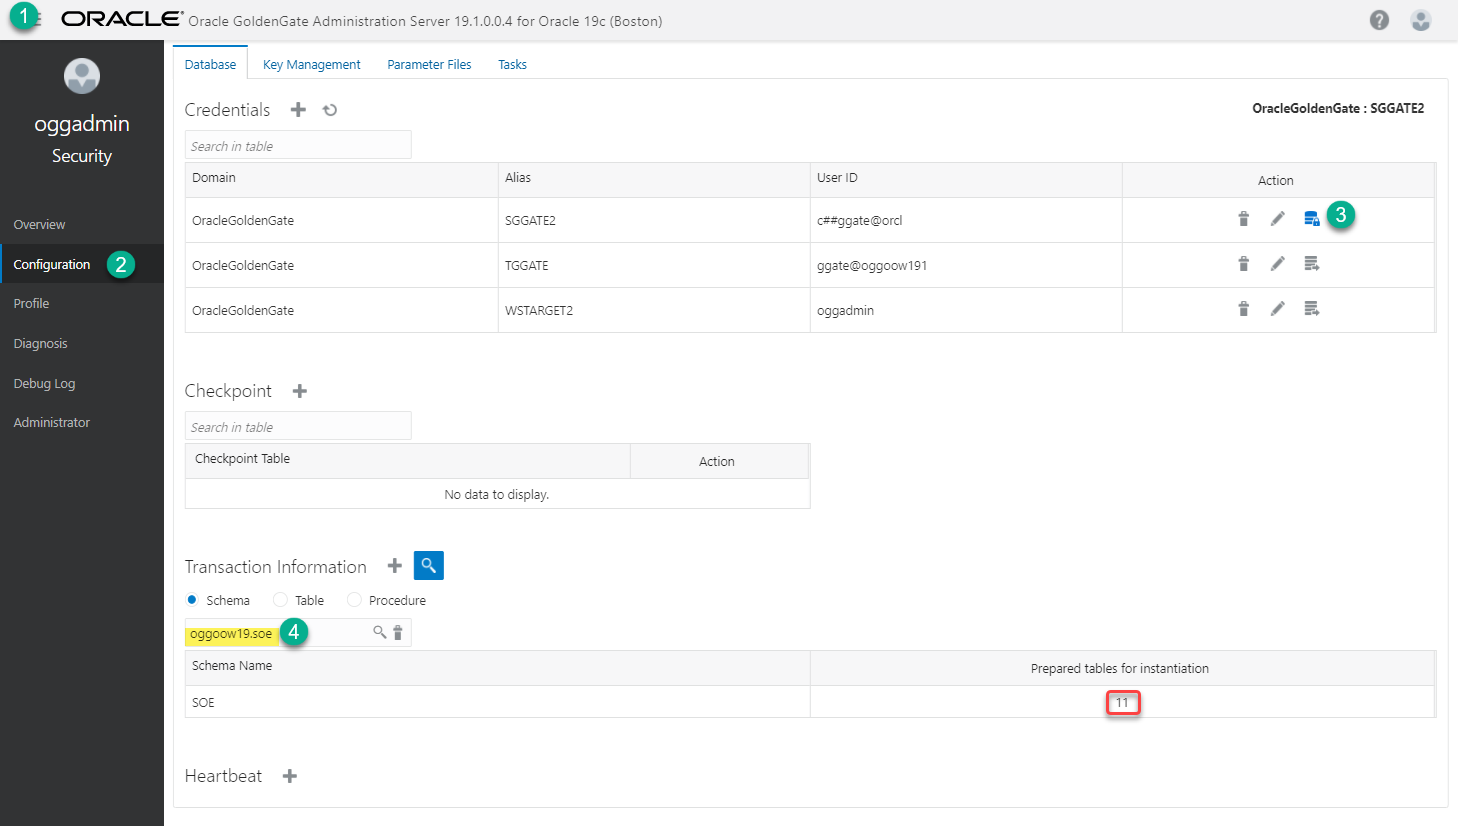 1 ORACLE® Oracle GoldenGate Administration Server 19.1.0.0.4 for Oracle 19c (Boston) ?
oggadmin
Security
Overview
Configuration 2
Profile
Diagnosis
Debug Log
Administrator
Database Key Management Parameter Files Tasks
Credentials OracleGoldenGate : SGGATE2
Search in table
Domain Alias User ID Action
OracleGoldenGate SGGATE2 c##ggate@orcl 3
OracleGoldenGate TGGATE ggate@oggoow191
OracleGoldenGate WSTARGET2 oggadmin
Checkpoint
Search in table
Checkpoint Table Action
No data to display.
Transaction Information
Schema Table Procedure
oggoow19.soe 4
Schema Name Prepared tables for instantiation
SOE 11
Heartbeat